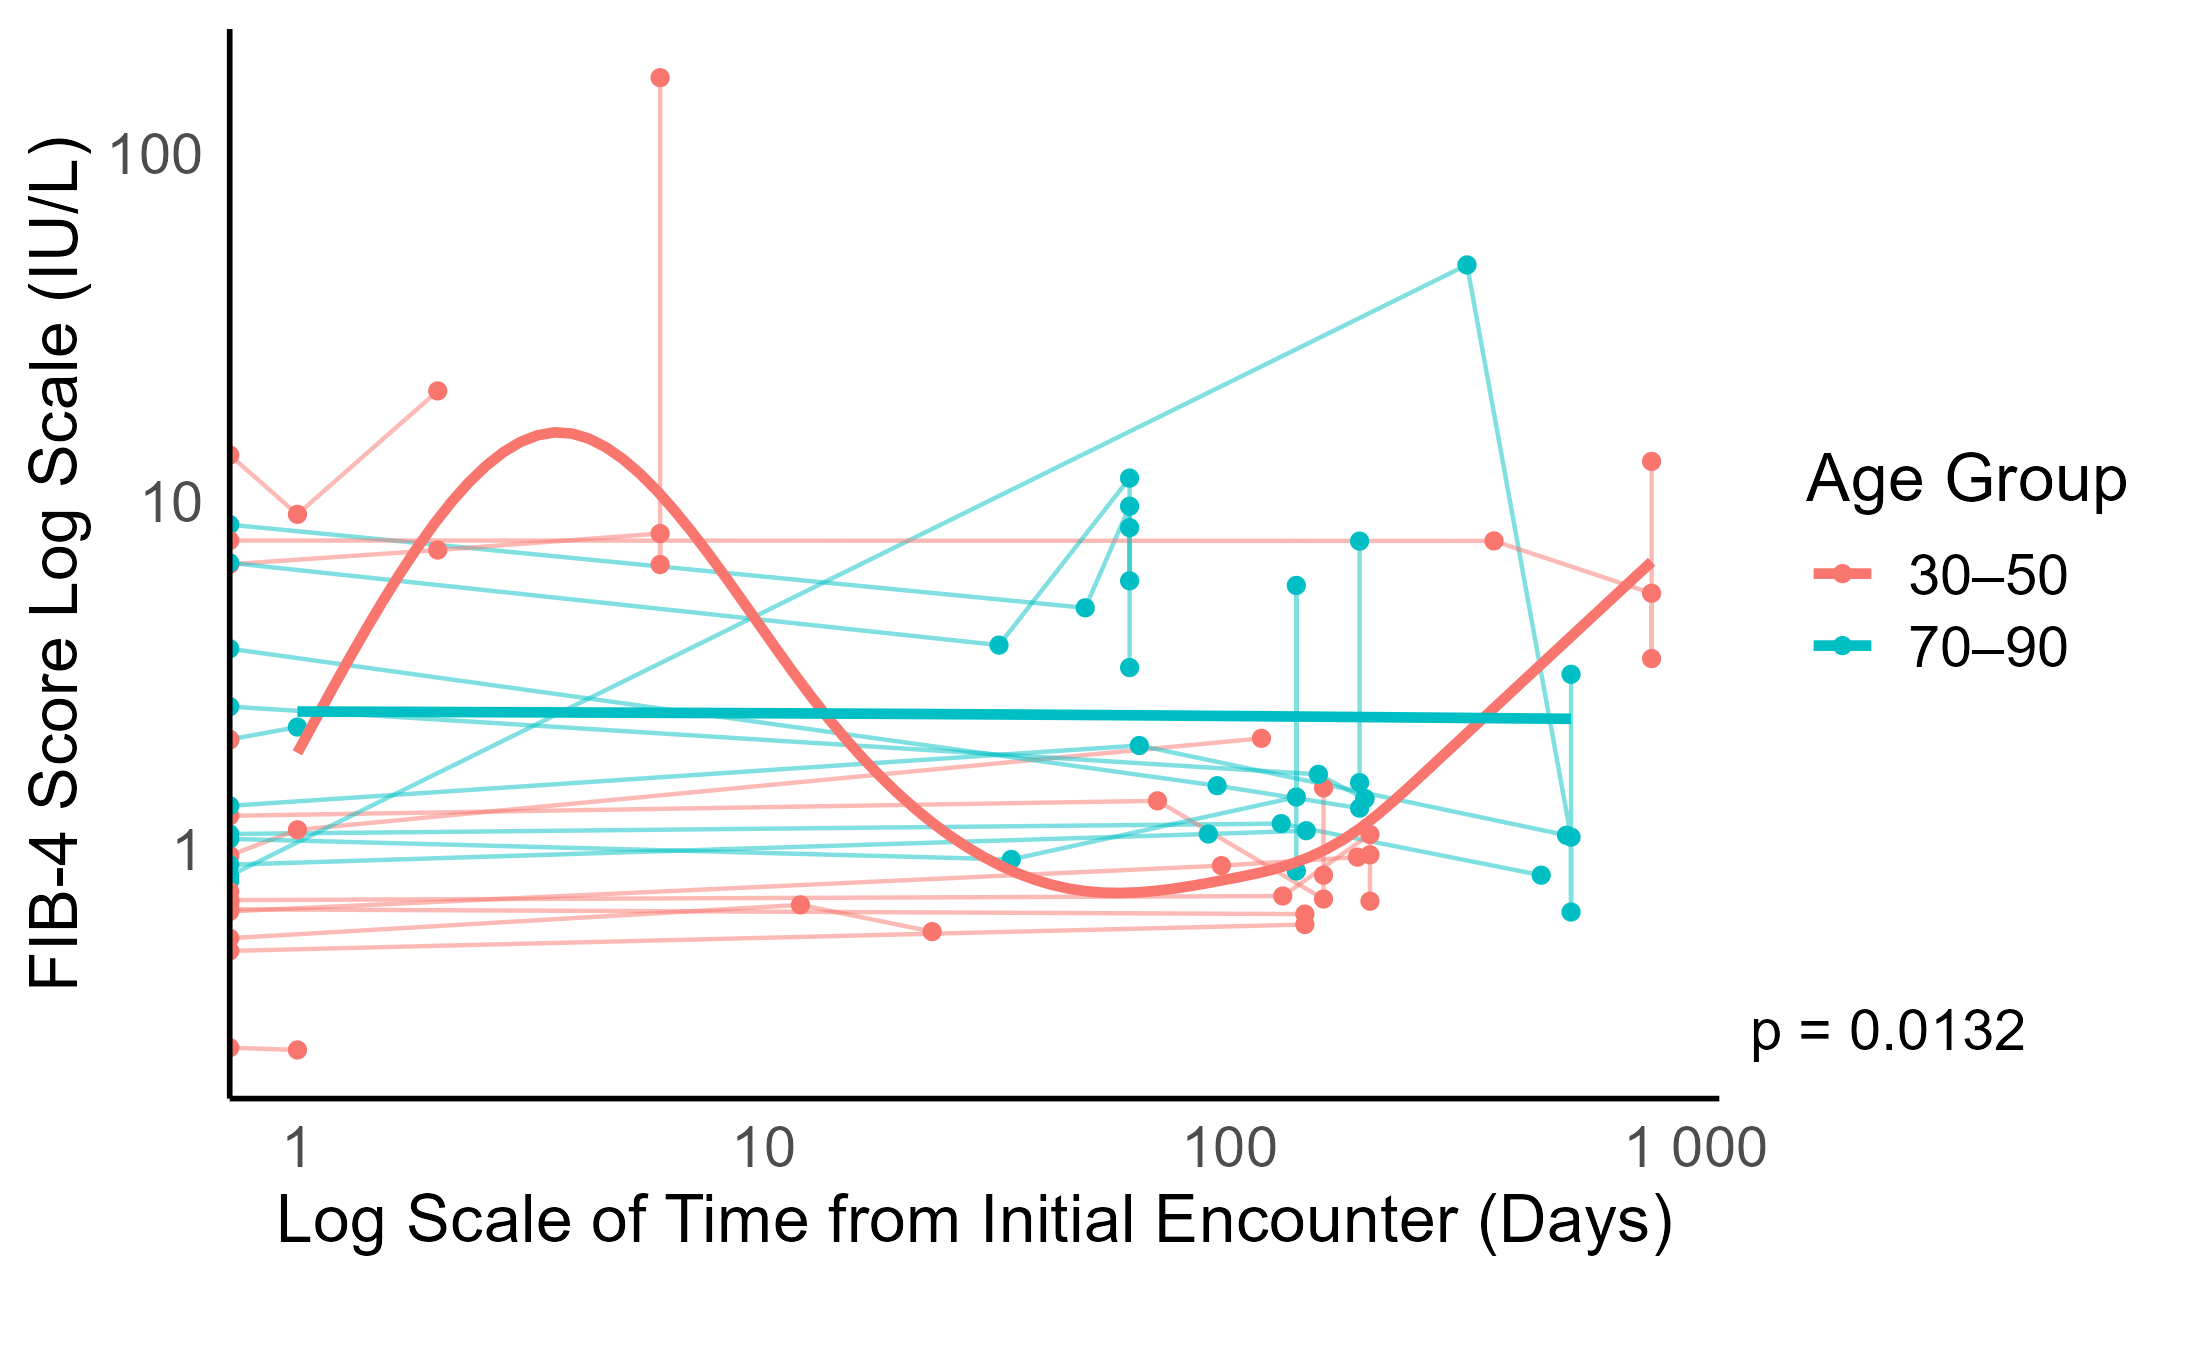 FIB-4 Score Log Scale (IU/L)
100
10
1
1
10
100
1 000
Log Scale of Time from Initial Encounter (Days)
Age Group
30–50
70–90
p = 0.0132